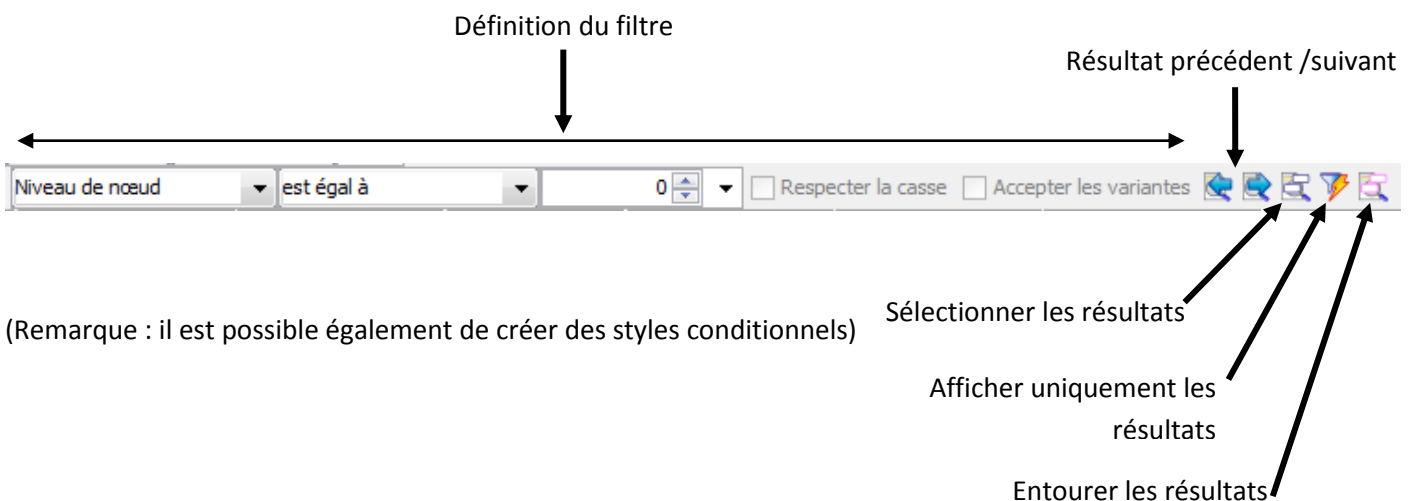 Définition du filtre
Résultat précédent /suivant
Niveau de nœud est égal à 0 Respecter la casse Accepter les variantes
Sélectionner les résultats
(Remarque : il est possible également de créer des styles conditionnels)
Afficher uniquement les
résultats
Entourer les résultats